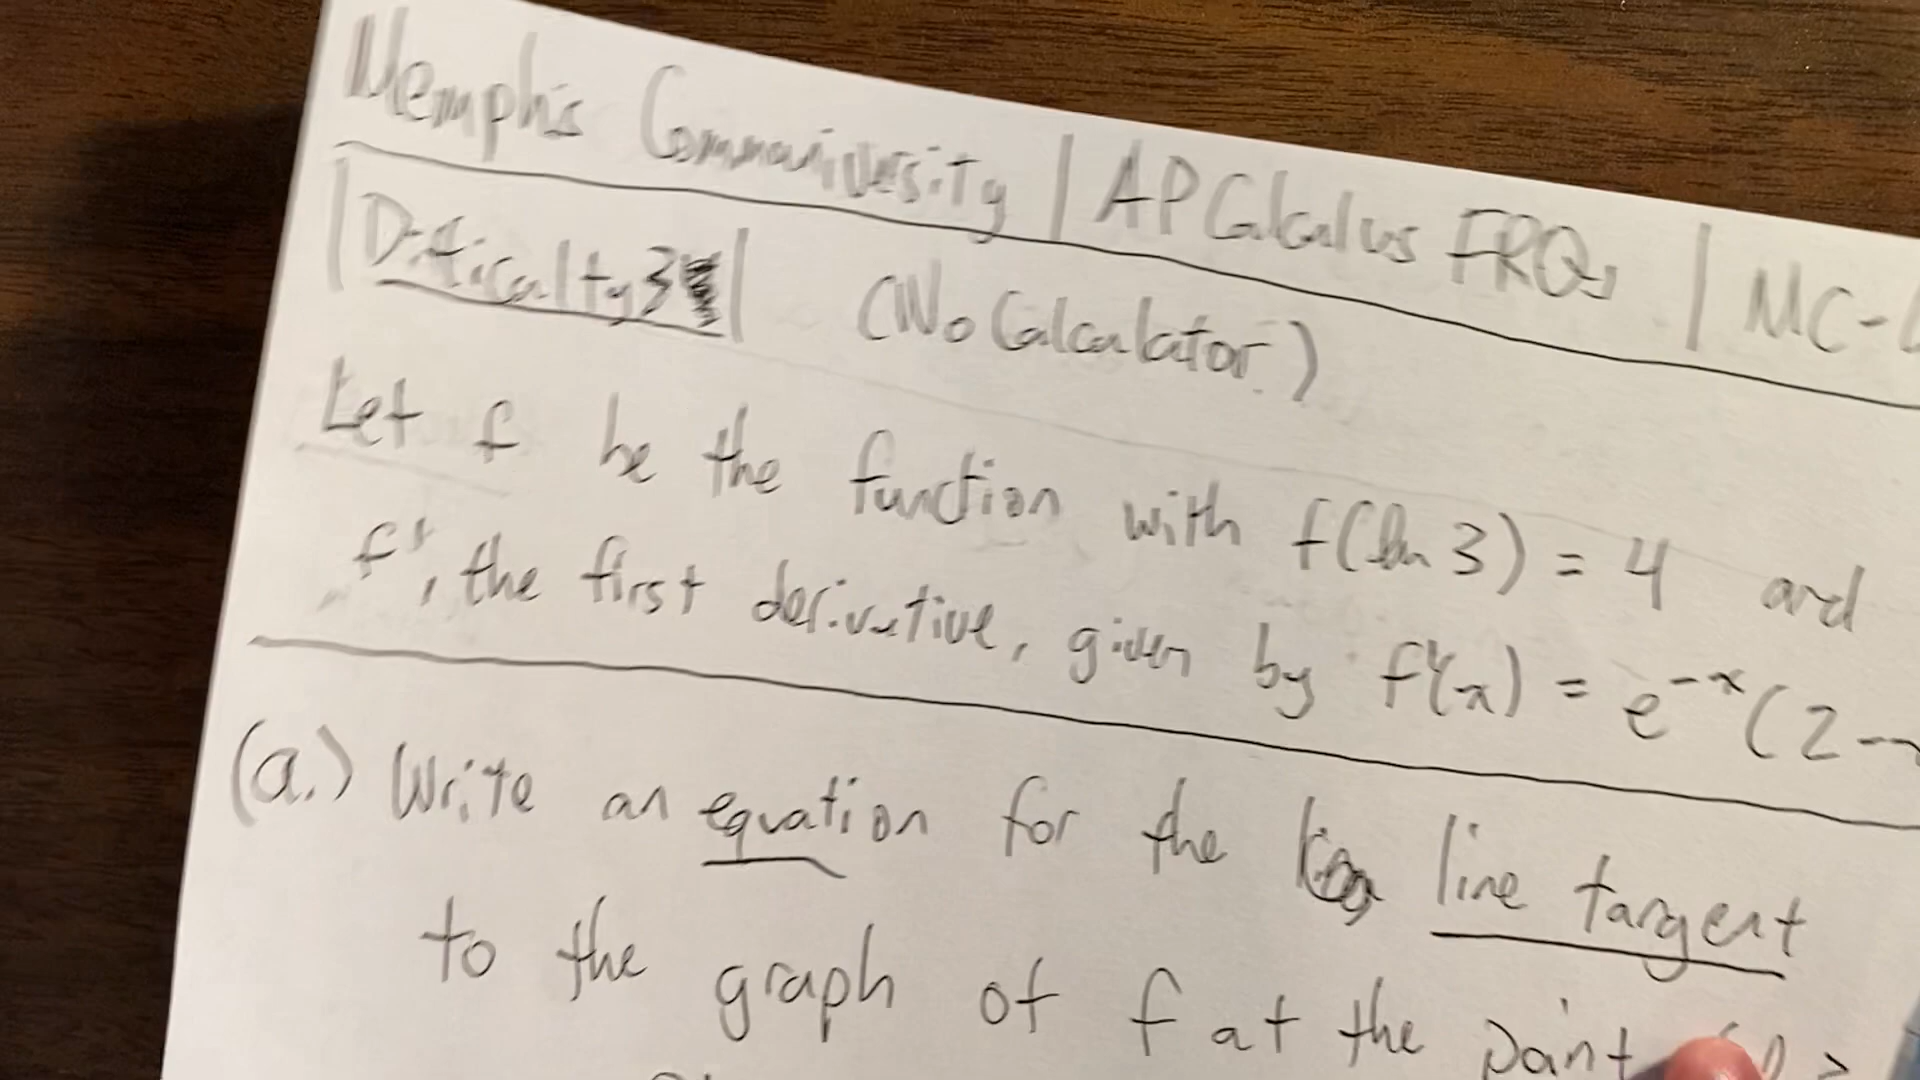 Memphis Communiversity | AP Calculus FRQs | MC-
|Difficulty 3| (No Calculator)
Let f be the function with f(ln 3) = 4 and
f', the first derivative, given by f'(x) = e^{-x}(2-
(a.) Write an equation for the line tangent
to the graph of f at the point